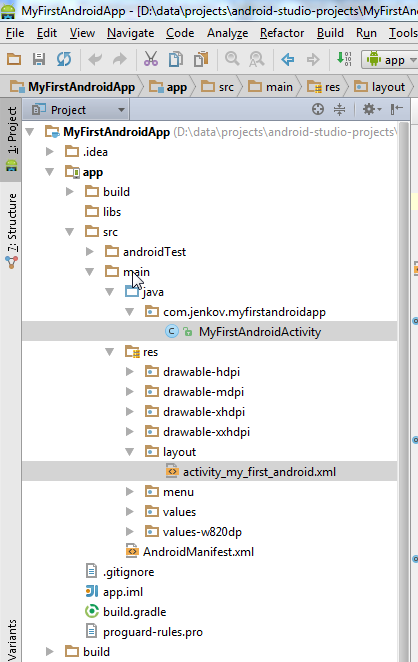 MyFirstAndroidApp - [D:\data\projects\android-studio-projects\MyFirstAn
File Edit View Navigate Code Analyze Refactor Build Run Tools
app
MyFirstAndroidApp app src main res layout
Project
1: Project
7: Structure
Variants
MyFirstAndroidApp (D:\data\projects\android-studio-projects\
.idea
app
build
libs
src
androidTest
main
java
com.jenkov.myfirstandroidapp
MyFirstAndroidActivity
res
drawable-hdpi
drawable-mdpi
drawable-xhdpi
drawable-xxhdpi
layout
activity_my_first_android.xml
menu
values
values-w820dp
AndroidManifest.xml
.gitignore
app.iml
build.gradle
proguard-rules.pro
build